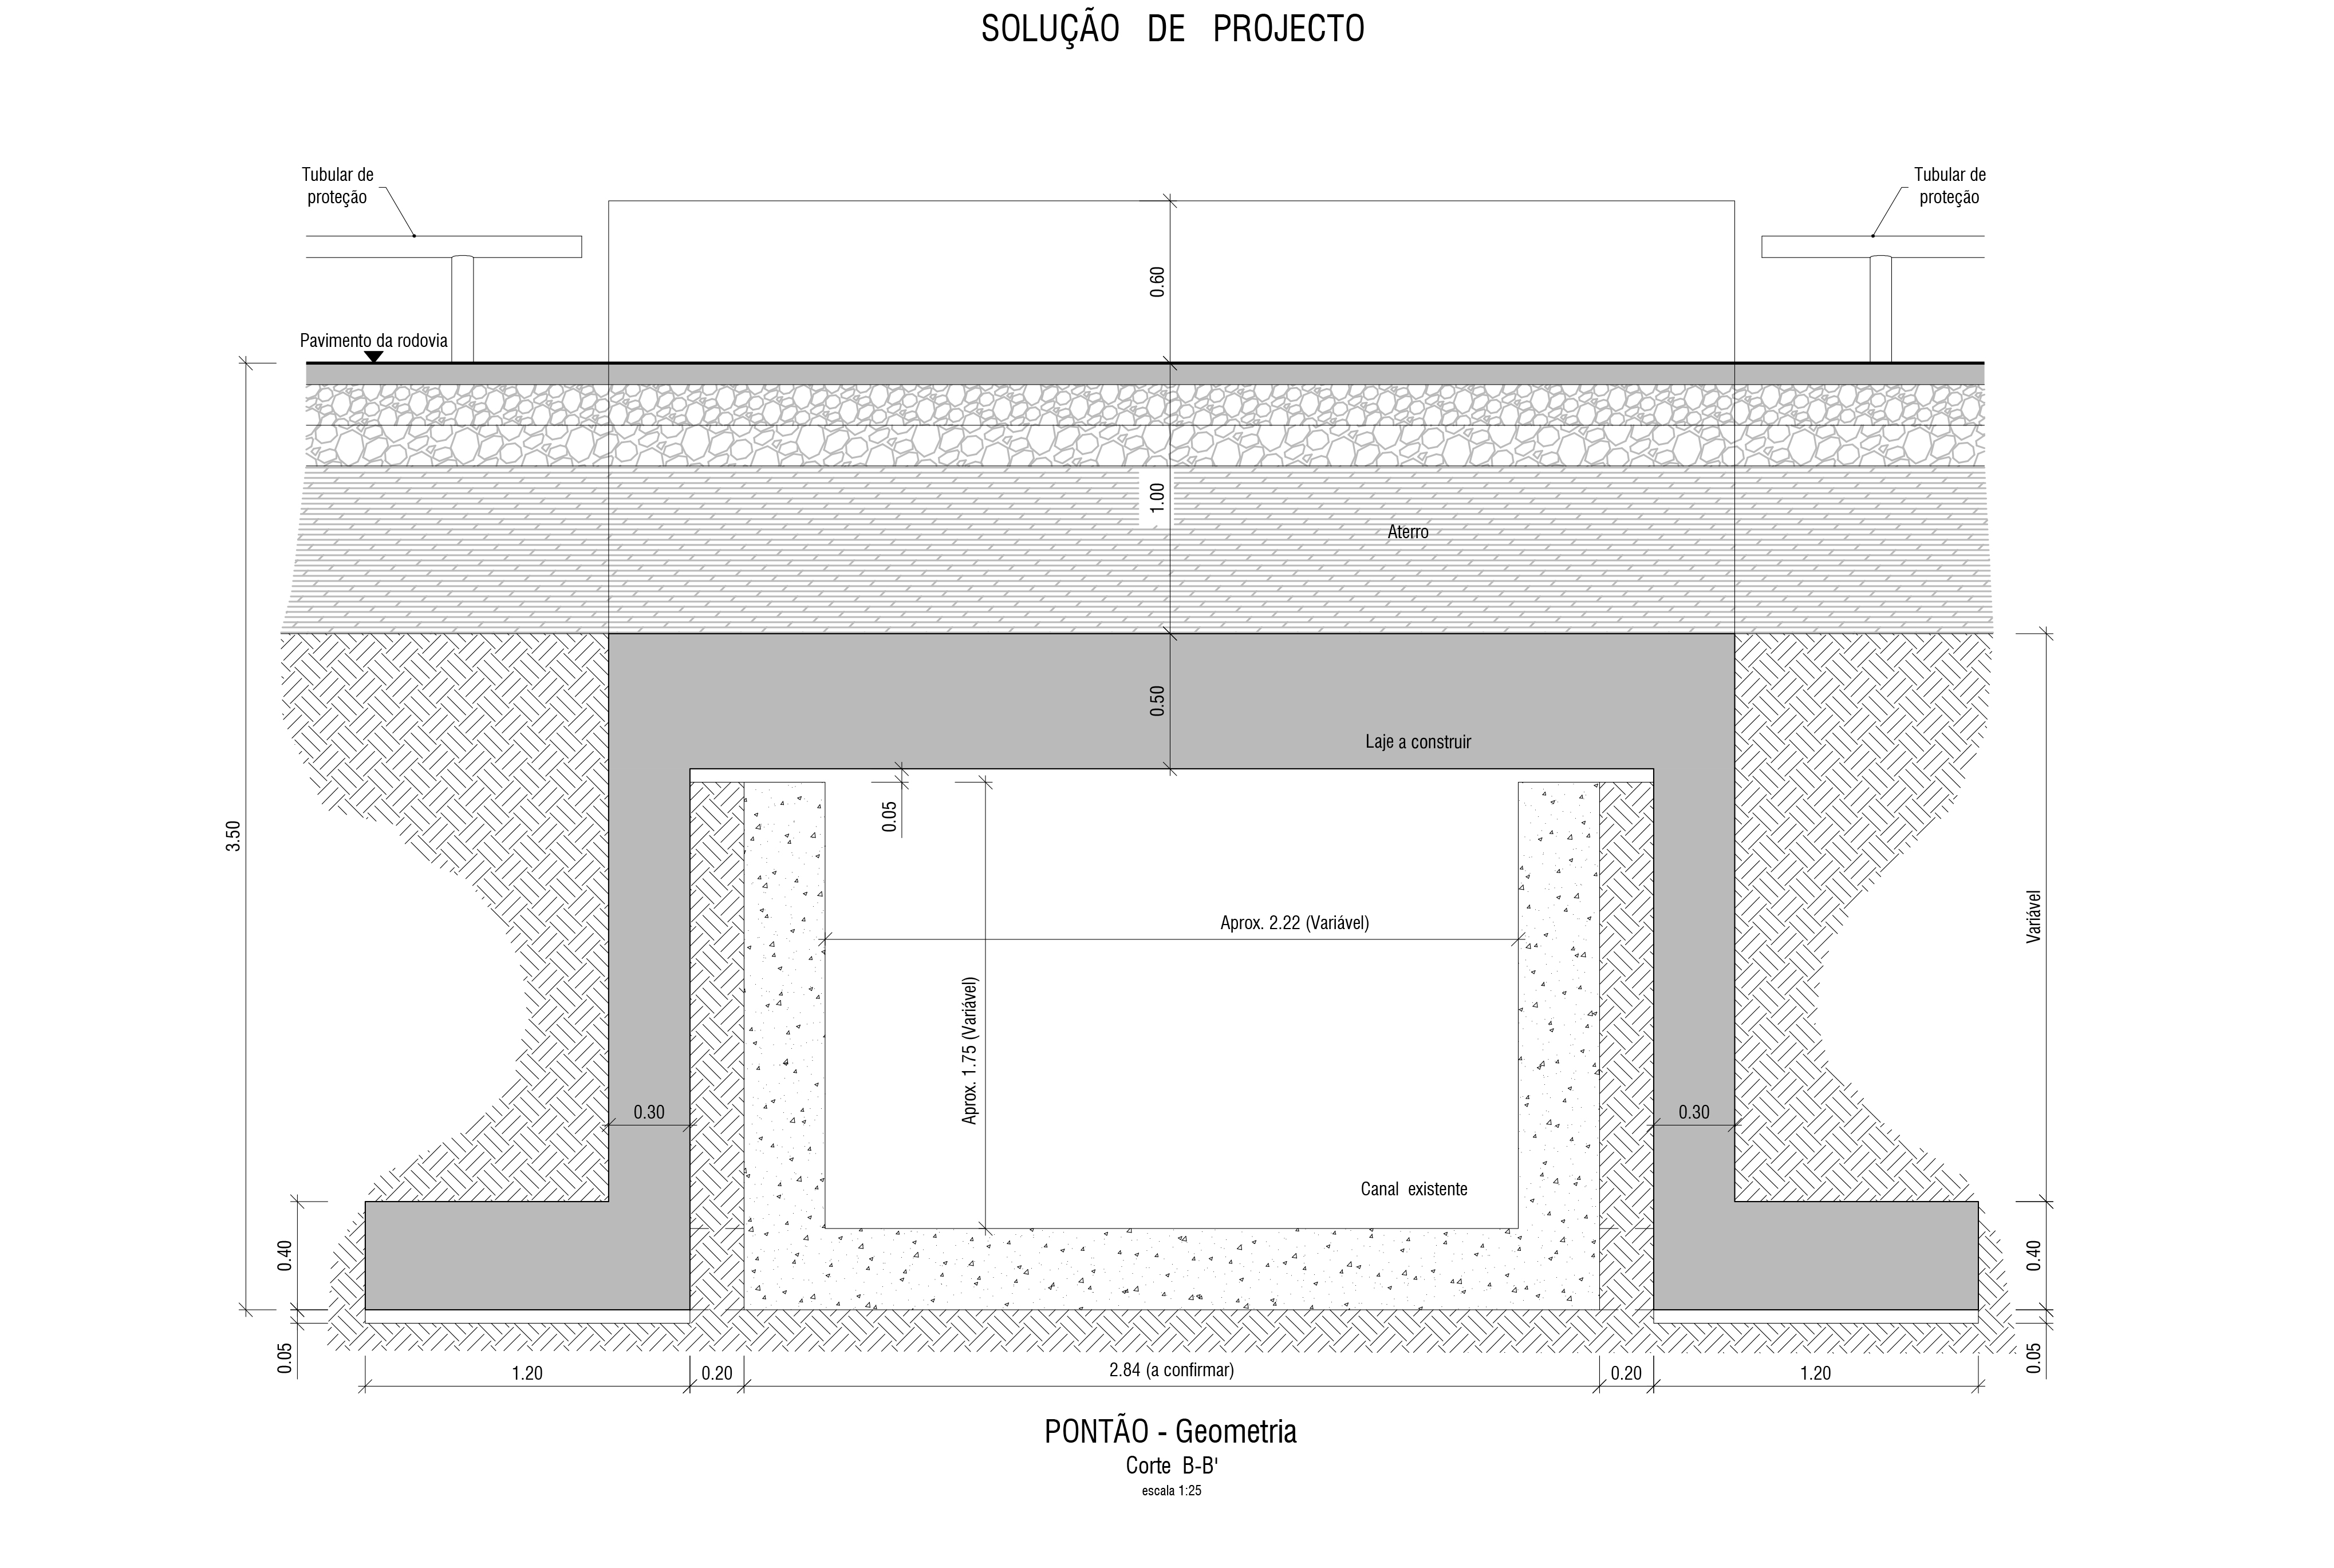 SOLUÇÃO DE PROJECTO
Tubular de
proteção
Tubular de
proteção
0.60
Pavimento da rodovia
1.00
Aterro
0.50
Laje a construir
0.05
3.50
Aprox. 2.22 (Variável)
Variável
Aprox. 1.75 (Variável)
0.30
0.30
Canal existente
0.40
0.40
0.05
0.05
1.20
0.20
2.84 (a confirmar)
0.20
1.20
PONTÃO - Geometria
Corte B-B'
escala 1:25